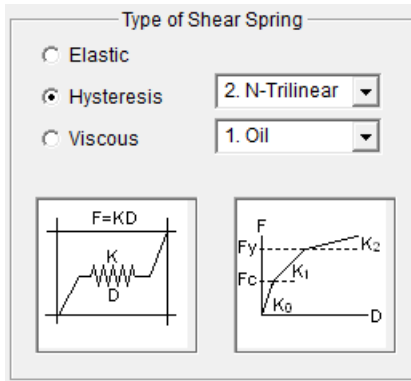 Type of Shear Spring
Elastic
Hysteresis
2. N-Trilinear
Viscous
1. Oil
F=KD
K
D
F
Fy
K2
Fc
K1
K0
D